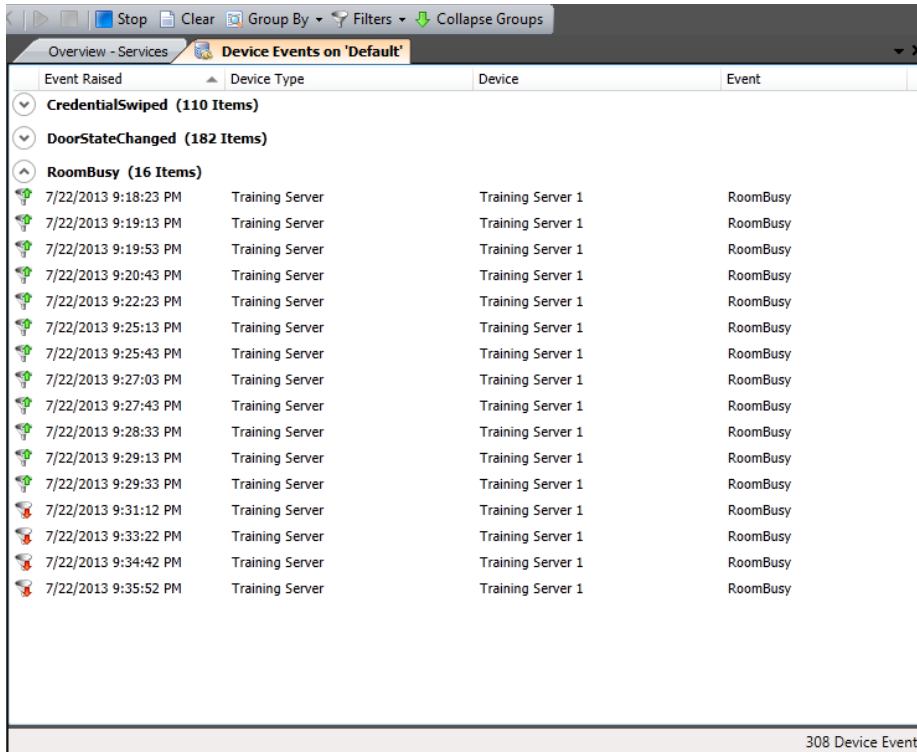 Stop Clear Group By Filters Collapse Groups
Overview - Services Device Events on 'Default'
Event Raised Device Type Device Event
CredentialSwiped (110 Items)
DoorStateChanged (182 Items)
RoomBusy (16 Items)
7/22/2013 9:18:23 PM Training Server Training Server 1 RoomBusy
7/22/2013 9:19:13 PM Training Server Training Server 1 RoomBusy
7/22/2013 9:19:53 PM Training Server Training Server 1 RoomBusy
7/22/2013 9:20:43 PM Training Server Training Server 1 RoomBusy
7/22/2013 9:22:23 PM Training Server Training Server 1 RoomBusy
7/22/2013 9:25:13 PM Training Server Training Server 1 RoomBusy
7/22/2013 9:25:43 PM Training Server Training Server 1 RoomBusy
7/22/2013 9:27:03 PM Training Server Training Server 1 RoomBusy
7/22/2013 9:27:43 PM Training Server Training Server 1 RoomBusy
7/22/2013 9:28:33 PM Training Server Training Server 1 RoomBusy
7/22/2013 9:29:13 PM Training Server Training Server 1 RoomBusy
7/22/2013 9:29:33 PM Training Server Training Server 1 RoomBusy
7/22/2013 9:31:12 PM Training Server Training Server 1 RoomBusy
7/22/2013 9:33:22 PM Training Server Training Server 1 RoomBusy
7/22/2013 9:34:42 PM Training Server Training Server 1 RoomBusy
7/22/2013 9:35:52 PM Training Server Training Server 1 RoomBusy
308 Device Event